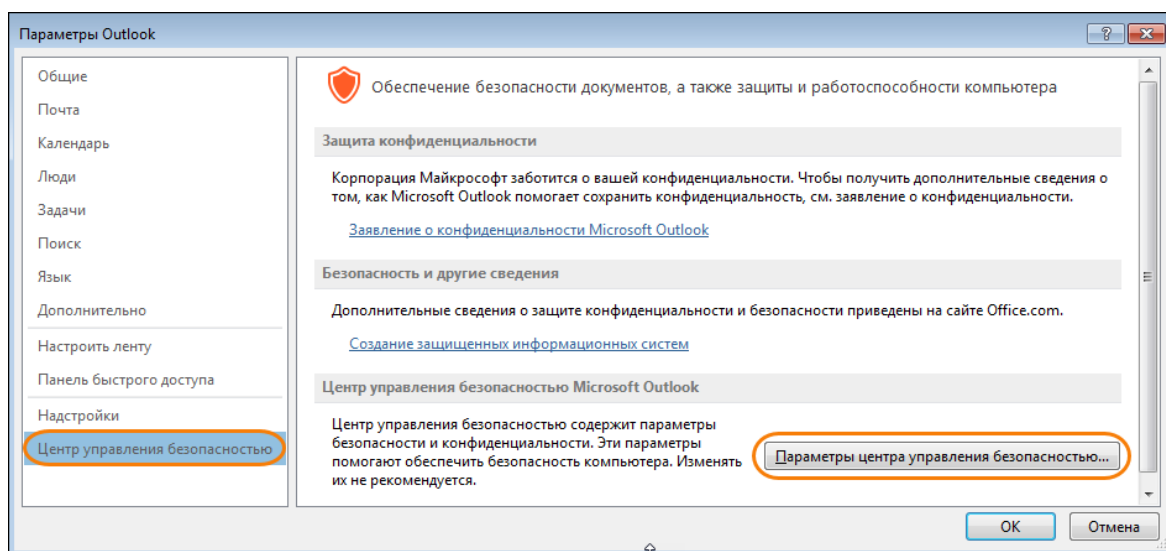 Параметры Outlook
Общие
Почта
Календарь
Люди
Задачи
Поиск
Язык
Дополнительно
Настроить ленту
Панель быстрого доступа
Надстройки
Центр управления безопасностью
Обеспечение безопасности документов, а также защиты и работоспособности компьютера
Защита конфиденциальности
Корпорация Майкрософт заботится о вашей конфиденциальности. Чтобы получить дополнительные сведения о
том, как Microsoft Outlook помогает сохранить конфиденциальность, см. заявление о конфиденциальности.
Заявление о конфиденциальности Microsoft Outlook
Безопасность и другие сведения
Дополнительные сведения о защите конфиденциальности и безопасности приведены на сайте Office.com.
Создание защищенных информационных систем
Центр управления безопасностью Microsoft Outlook
Центр управления безопасностью содержит параметры
безопасности и конфиденциальности. Эти параметры
помогают обеспечить безопасность компьютера. Изменять
их не рекомендуется.
Параметры центра управления безопасностью...
ОК
Отмена